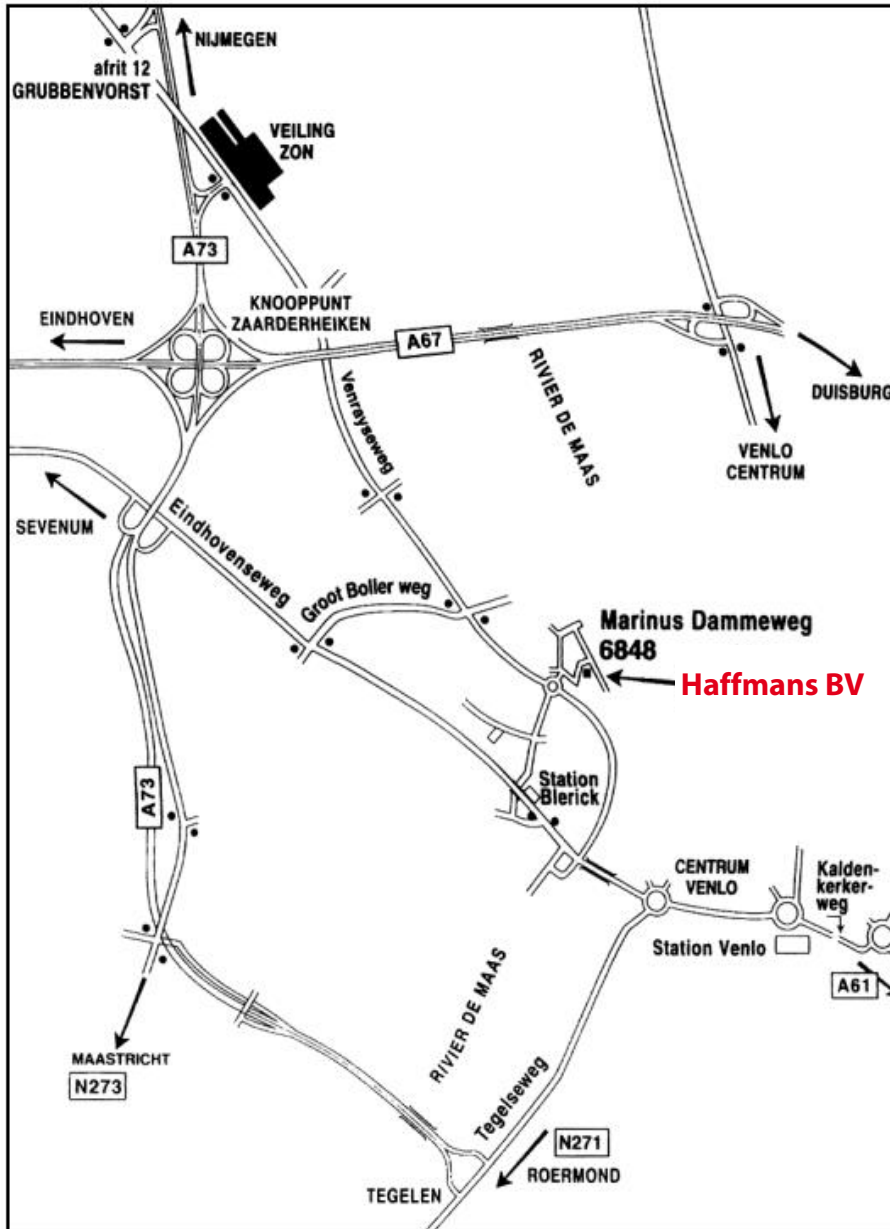 NIJMEGEN
afrit 12
GRUBBENVORST
VEILING
ZON
A73
KNOOPPUNT
ZAARDERHEIKEN
EINDHOVEN
A67
RIVIER DE MAAS
DUISBURG
VENLO
CENTRUM
Venrayseweg
SEVENUM
Eindhovenseweg
Groot Boller weg
Marinus Dammeweg
6848
Haffmans BV
A73
Station
Blerick
CENTRUM
VENLO
Kalden-
kerker-
weg
Station Venlo
A61
RIVIER DE MAAS
MAASTRICHT
N273
Tegelseweg
N271
ROERMOND
TEGELEN